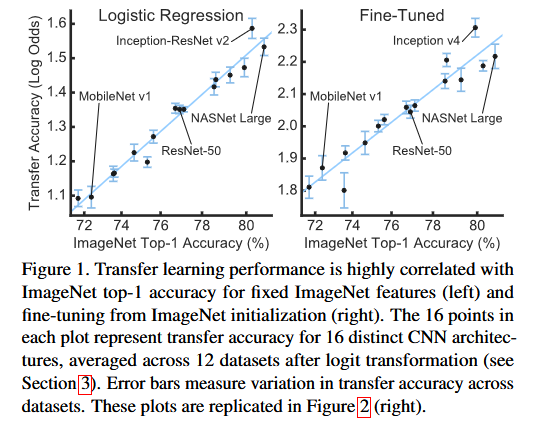 Logistic Regression
Fine-Tuned
Transfer Accuracy (Log Odds)
1.6
1.5
1.4
1.3
1.2
1.1
Inception-ResNet v2
MobileNet v1
NASNet Large
ResNet-50
72 74 76 78 80
ImageNet Top-1 Accuracy (%)
2.3
2.2
2.1
2.0
1.9
1.8
Inception v4
MobileNet v1
NASNet Large
ResNet-50
72 74 76 78 80
ImageNet Top-1 Accuracy (%)
Figure 1. Transfer learning performance is highly correlated with
ImageNet top-1 accuracy for fixed ImageNet features (left) and
fine-tuning from ImageNet initialization (right). The 16 points in
each plot represent transfer accuracy for 16 distinct CNN architec-
tures, averaged across 12 datasets after logit transformation (see
Section 3). Error bars measure variation in transfer accuracy across
datasets. These plots are replicated in Figure 2 (right).